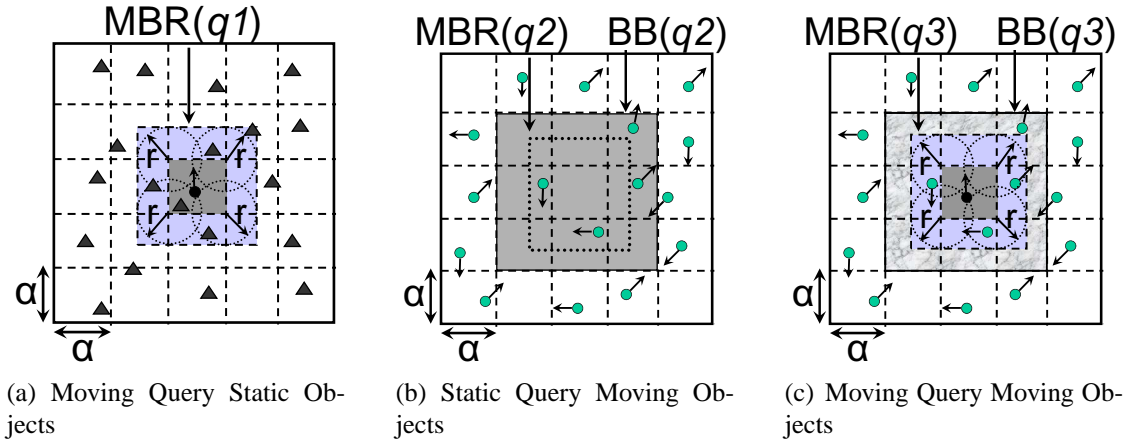 MBR(q1)
r r
r r
α
α
(a) Moving Query Static Ob-
jects
MBR(q2) BB(q2)
α
α
(b) Static Query Moving Ob-
jects
MBR(q3) BB(q3)
r r
r r
α
α
(c) Moving Query Moving Ob-
jects